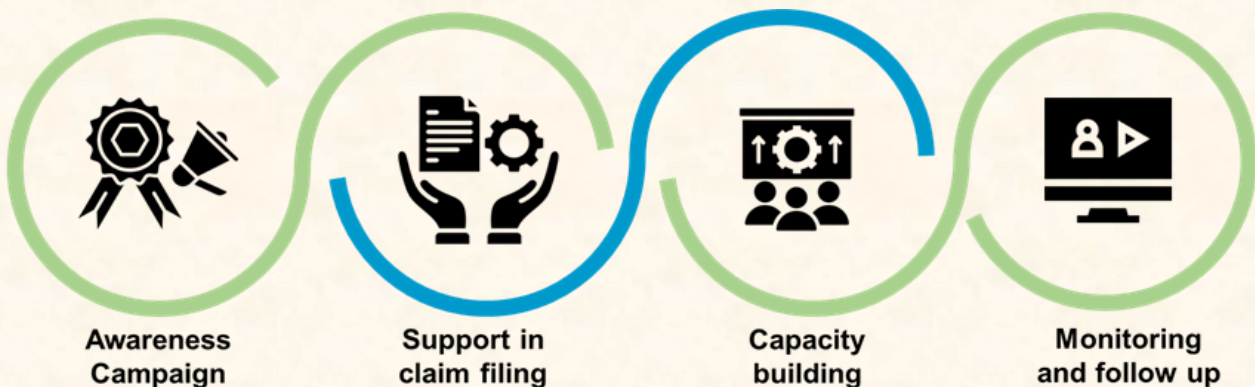 Awareness
Campaign
Support in
claim filing
Capacity
building
Monitoring
and follow up